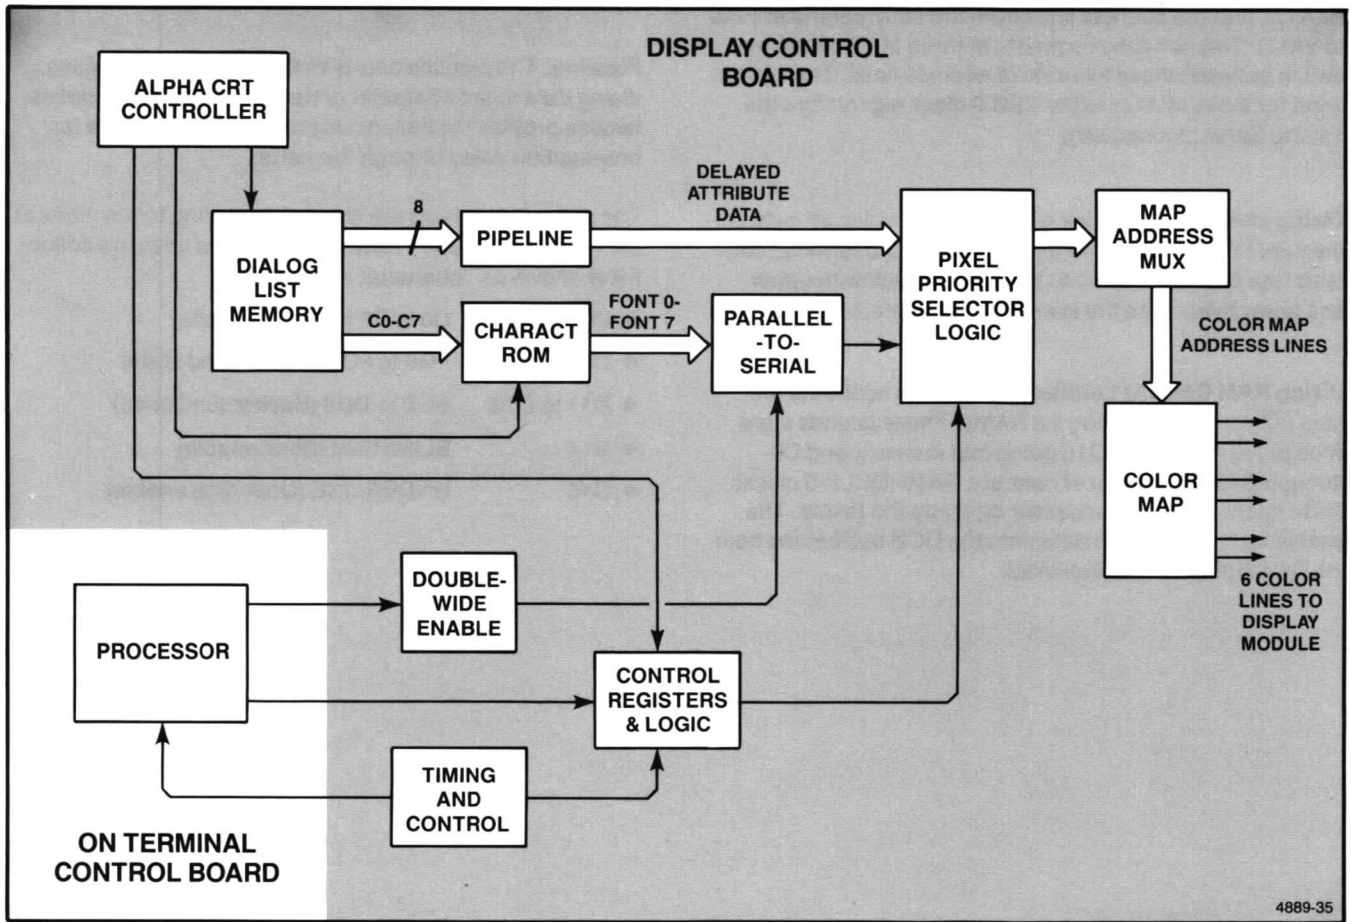 DISPLAY CONTROL
BOARD
ALPHA CRT
CONTROLLER
DELAYED
ATTRIBUTE
DATA
8
PIPELINE
DIALOG
LIST
MEMORY
C0-C7
CHARACT
ROM
FONT 0-
FONT 7
PARALLEL
-TO-
SERIAL
PIXEL
PRIORITY
SELECTOR
LOGIC
MAP
ADDRESS
MUX
COLOR MAP
ADDRESS LINES
COLOR
MAP
6 COLOR
LINES TO
DISPLAY
MODULE
PROCESSOR
DOUBLE-
WIDE
ENABLE
CONTROL
REGISTERS
& LOGIC
TIMING
AND
CONTROL
ON TERMINAL
CONTROL BOARD
4889-35